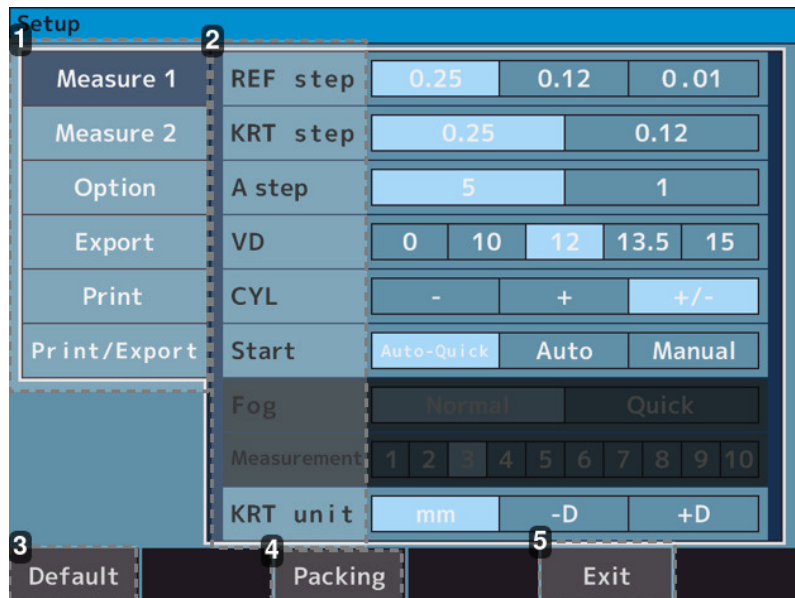 Setup
1
2
Measure 1
Measure 2
Option
Export
Print
Print/Export
REF step 0.25 0.12 0.01
KRT step 0.25 0.12
A step 5 1
VD 0 10 12 13.5 15
CYL - + +/-
Start Auto-Quick Auto Manual
Fog Normal Quick
Measurement 1 2 3 4 5 6 7 8 9 10
KRT unit mm -D +D
3
4
5
Default Packing Exit